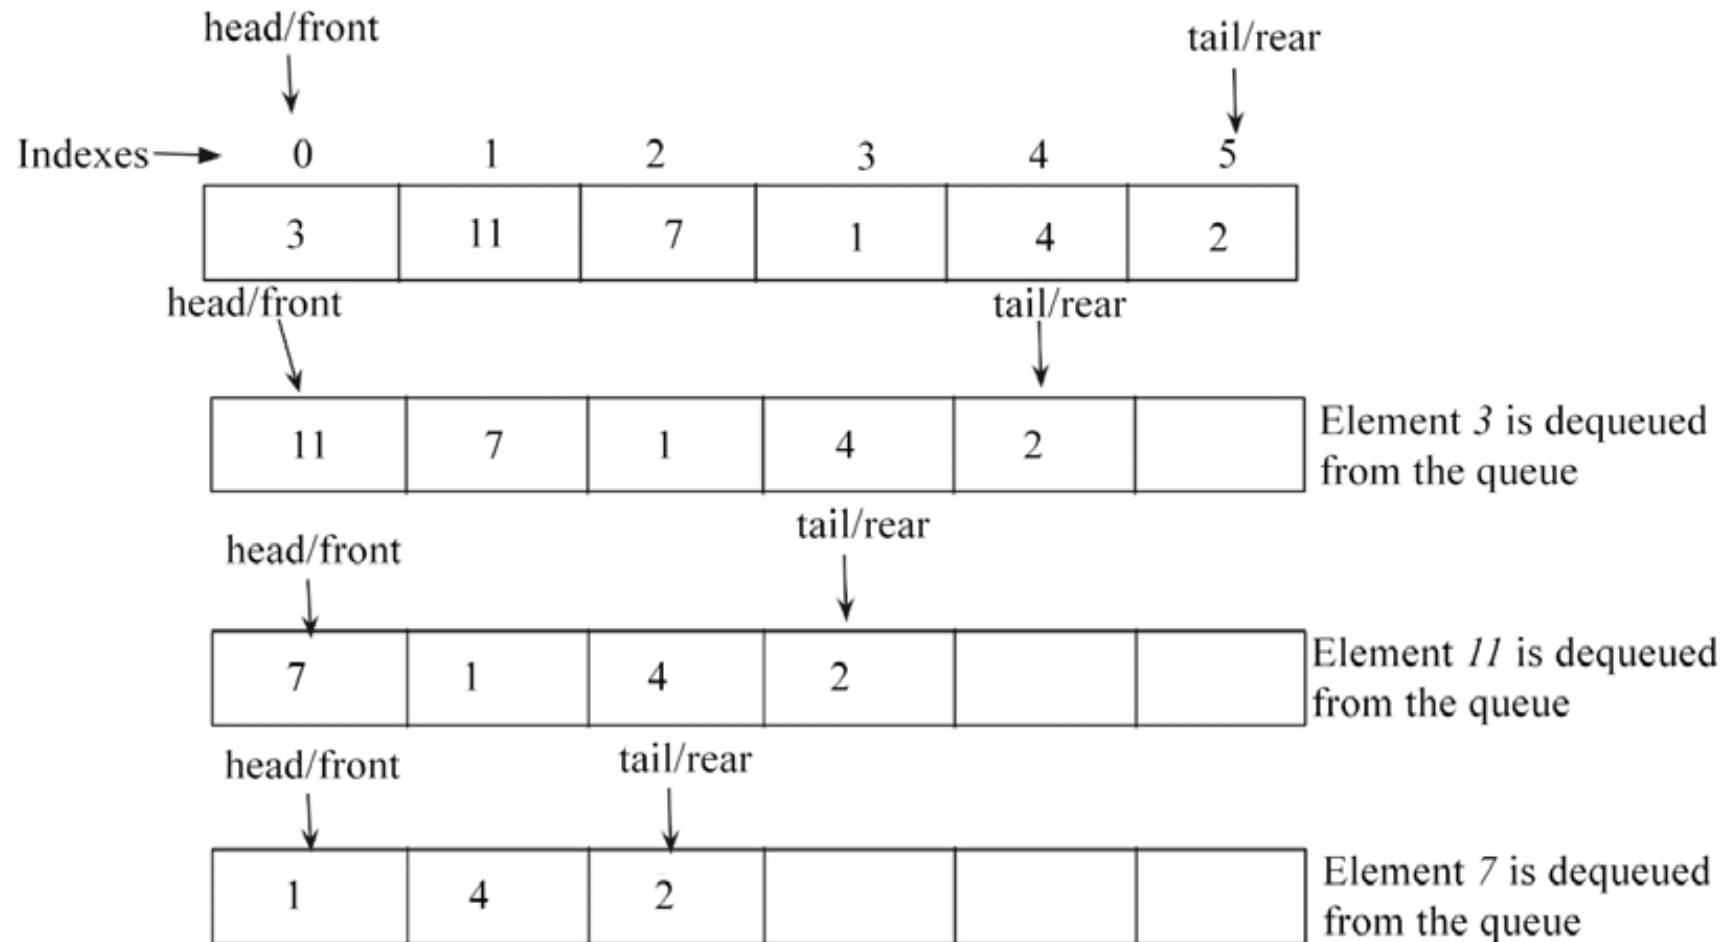 head/front
tail/rear
Indexes 0 1 2 3 4 5
3 11 7 1 4 2
head/front tail/rear
11 7 1 4 2
Element 3 is dequeued
from the queue
tail/rear
head/front
7 1 4 2
Element 11 is dequeued
from the queue
head/front tail/rear
1 4 2
Element 7 is dequeued
from the queue